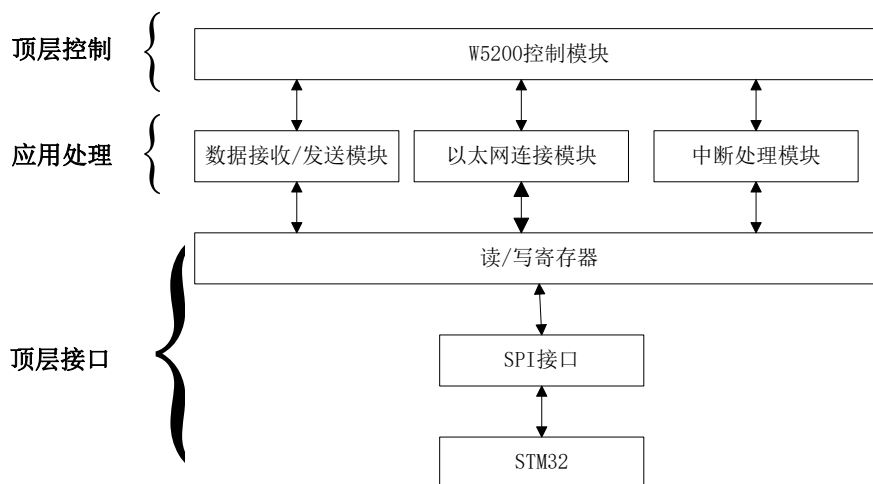 顶层控制
W5200控制模块
应用处理
数据接收/发送模块
以太网连接模块
中断处理模块
读/写寄存器
顶层接口
SPI接口
STM32